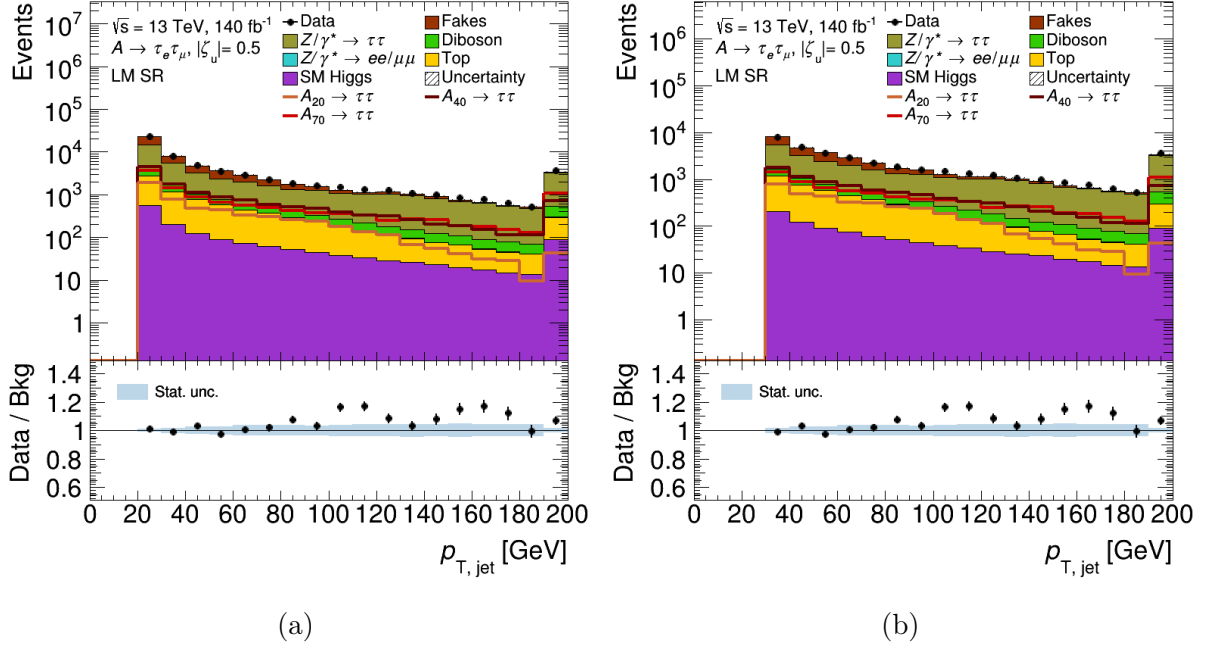 Events
10⁷
10⁶
10⁵
10⁴
10³
10²
10
1
√s = 13 TeV, 140 fb⁻¹
A → τₑτ_μ, |ζᵤ|= 0.5
LM SR
Data
Fakes
Z/γ* → ττ
Diboson
Z/γ* → ee/μμ
Top
SM Higgs
Uncertainty
A₂₀ → ττ
A₄₀ → ττ
A₇₀ → ττ
Data / Bkg
1.4
1.2
1
0.8
0.6
Stat. unc.
0 20 40 60 80 100 120 140 160 180 200
p_T, jet [GeV]
(a)
Events
10⁶
10⁵
10⁴
10³
10²
10
1
√s = 13 TeV, 140 fb⁻¹
A → τₑτ_μ, |ζᵤ|= 0.5
LM SR
Data
Fakes
Z/γ* → ττ
Diboson
Z/γ* → ee/μμ
Top
SM Higgs
Uncertainty
A₂₀ → ττ
A₄₀ → ττ
A₇₀ → ττ
Data / Bkg
1.4
1.2
1
0.8
0.6
Stat. unc.
0 20 40 60 80 100 120 140 160 180 200
p_T, jet [GeV]
(b)